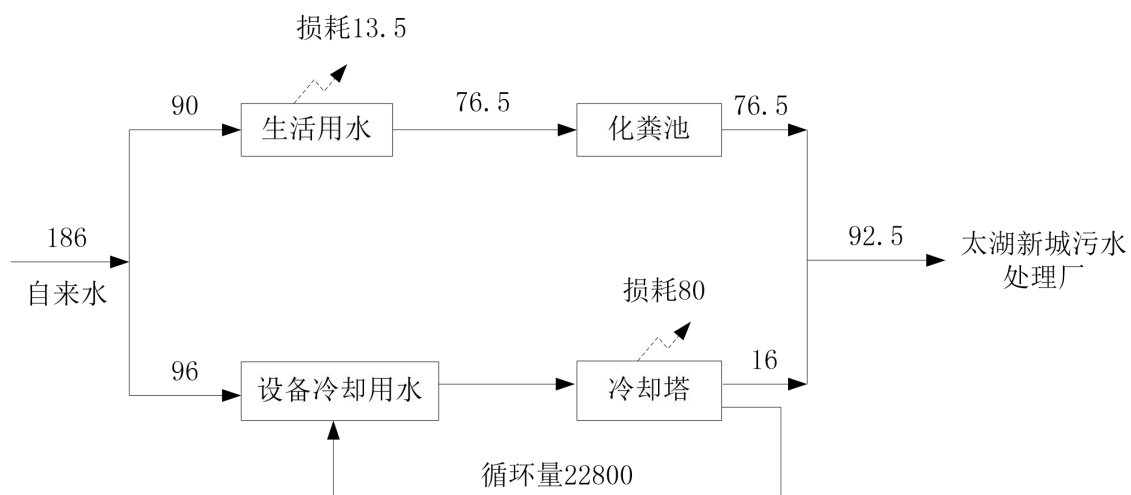 损耗13.5
90
生活用水
76.5
化粪池
76.5
186
自来水
92.5
太湖新城污水
处理厂
损耗80
96
设备冷却用水
冷却塔
16
循环量22800